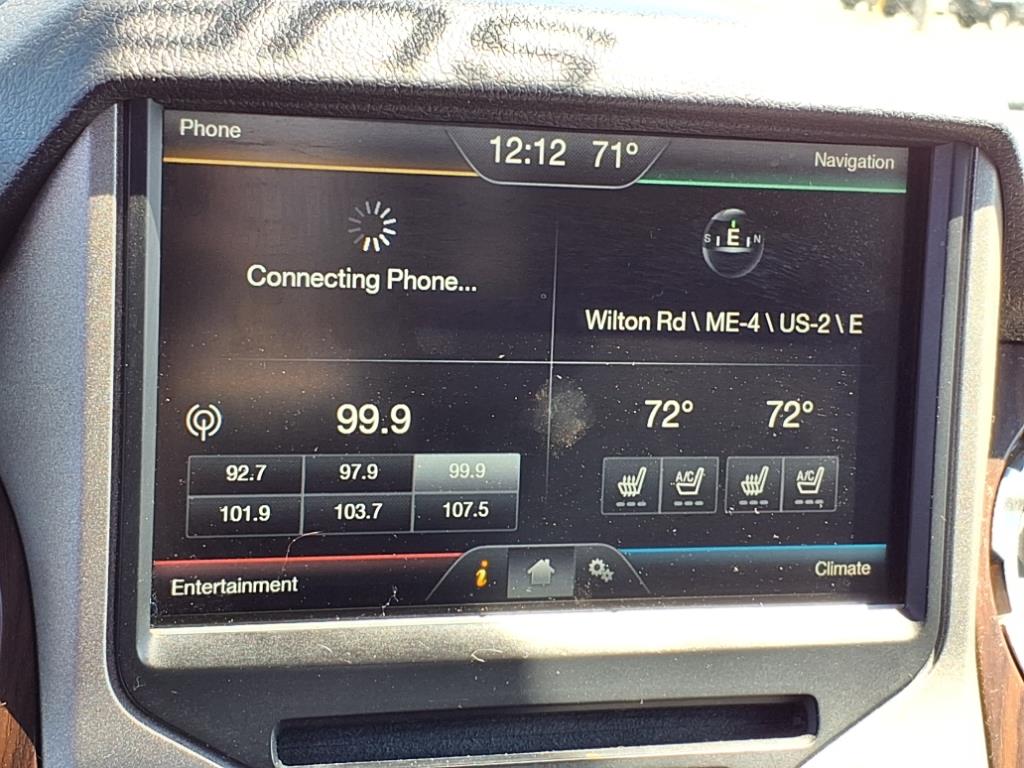 Phone
12:12 71°
Navigation
S E N
Connecting Phone...
Wilton Rd \ ME-4 \ US-2 \ E
99.9
72° 72°
92.7 97.9 99.9
101.9 103.7 107.5
A/C A/C
Entertainment
i
Climate